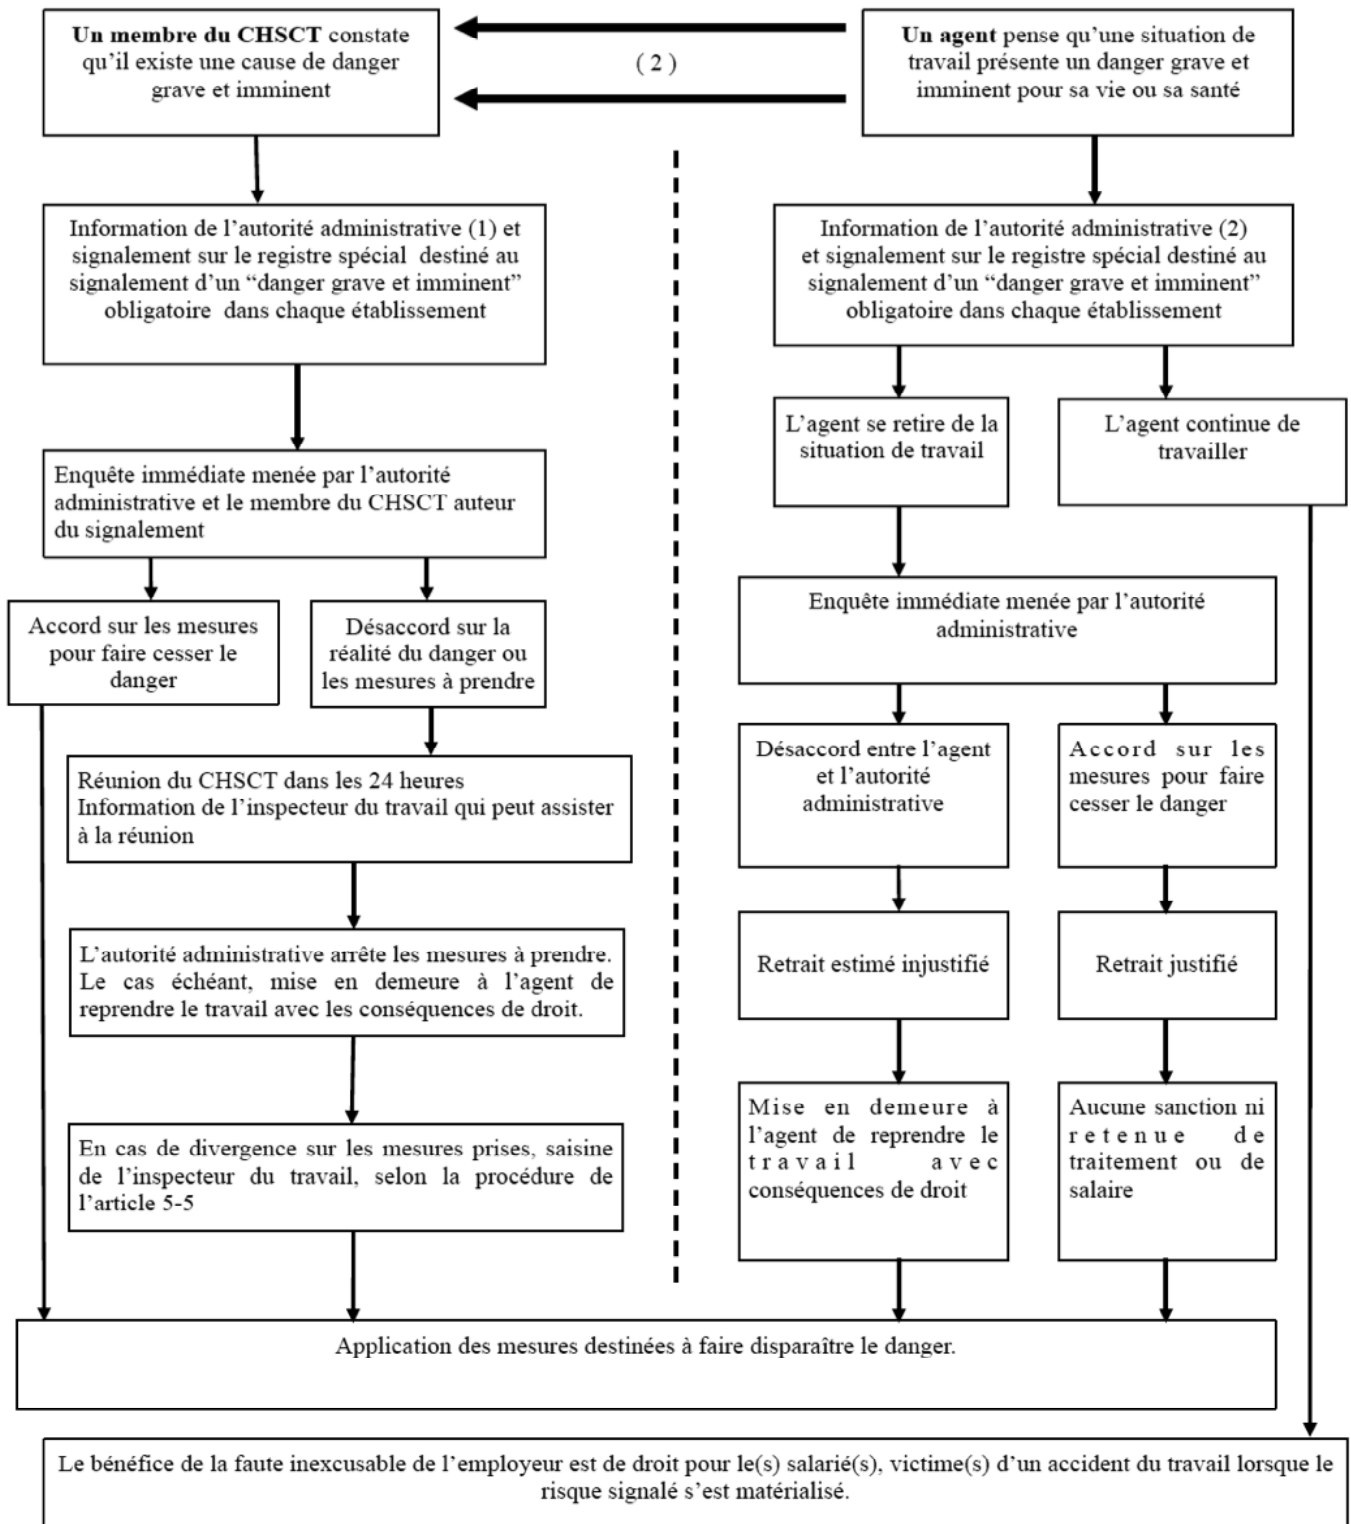 Un membre du CHSCT constate
qu’il existe une cause de danger
grave et imminent
( 2 )
Un agent pense qu’une situation de
travail présente un danger grave et
imminent pour sa vie ou sa santé
Information de l’autorité administrative (1) et
signalement sur le registre spécial destiné au
signalement d’un “danger grave et imminent”
obligatoire dans chaque établissement
Information de l’autorité administrative (2)
et signalement sur le registre spécial destiné au
signalement d’un “danger grave et imminent”
obligatoire dans chaque établissement
L’agent se retire de la
situation de travail
L’agent continue de
travailler
Enquête immédiate menée par l’autorité
administrative et le membre du CHSCT auteur
du signalement
Enquête immédiate menée par l’autorité
administrative
Accord sur les mesures
pour faire cesser le
danger
Désaccord sur la
réalité du danger ou
les mesures à prendre
Désaccord entre l’agent
et l’autorité
administrative
Accord sur les
mesures pour faire
cesser le danger
Réunion du CHSCT dans les 24 heures
Information de l’inspecteur du travail qui peut assister
à la réunion
L’autorité administrative arrête les mesures à prendre.
Le cas échéant, mise en demeure à l’agent de
reprendre le travail avec les conséquences de droit.
Retrait estimé injustifié
Retrait justifié
En cas de divergence sur les mesures prises, saisine
de l’inspecteur du travail, selon la procédure de
l’article 5-5
Mise en demeure à
l’agent de reprendre le
travail avec
conséquences de droit
Aucune sanction ni
retenue de
traitement ou de
salaire
Application des mesures destinées à faire disparaître le danger.
Le bénéfice de la faute inexcusable de l’employeur est de droit pour le(s) salarié(s), victime(s) d’un accident du travail lorsque le
risque signalé s’est matérialisé.